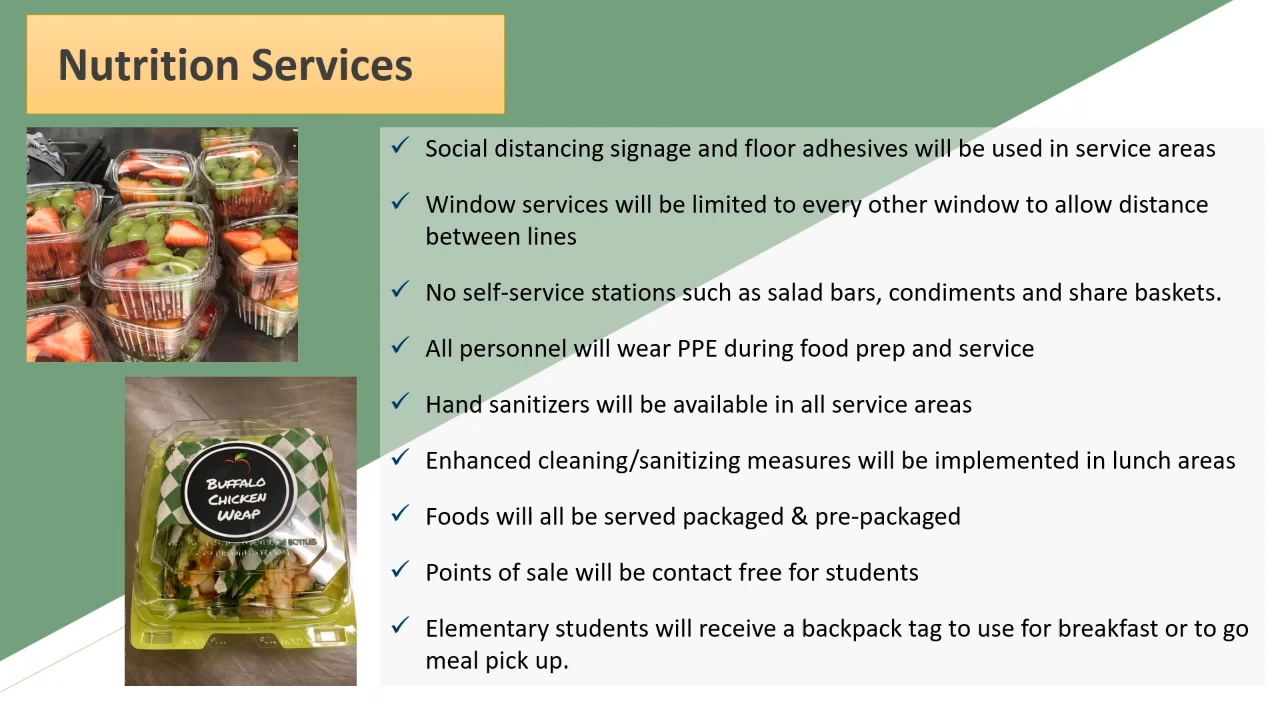 Nutrition Services
✓ Social distancing signage and floor adhesives will be used in service areas
✓ Window services will be limited to every other window to allow distance
between lines
✓ No self-service stations such as salad bars, condiments and share baskets.
✓ All personnel will wear PPE during food prep and service
✓ Hand sanitizers will be available in all service areas
✓ Enhanced cleaning/sanitizing measures will be implemented in lunch areas
✓ Foods will all be served packaged & pre-packaged
✓ Points of sale will be contact free for students
✓ Elementary students will receive a backpack tag to use for breakfast or to go
meal pick up.
BUFFALO
CHICKEN
WRAP
BOTTLES